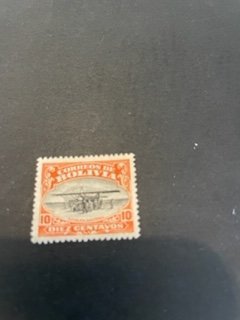 CORREOS DE
BOLIVIA
10 10
DIEZ CENTAVOS